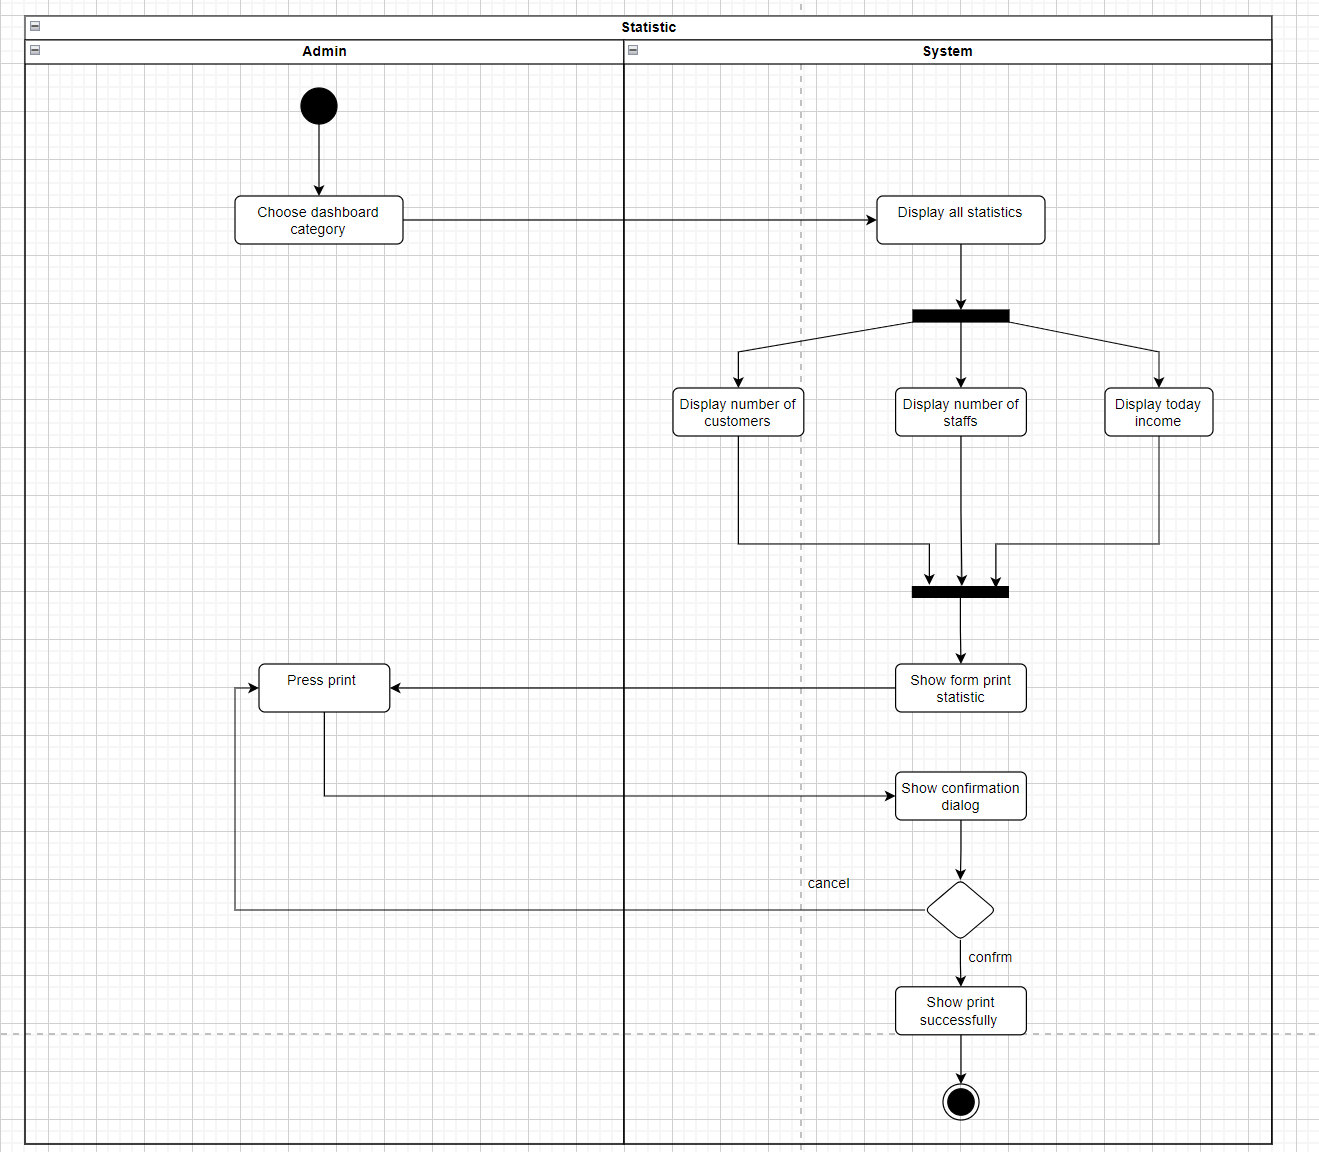 Statistic
Admin
System
Choose dashboard
category
Display all statistics
Display number of
customers
Display number of
staffs
Display today
income
Press print
Show form print
statistic
Show confirmation
dialog
cancel
confrm
Show print
successfully